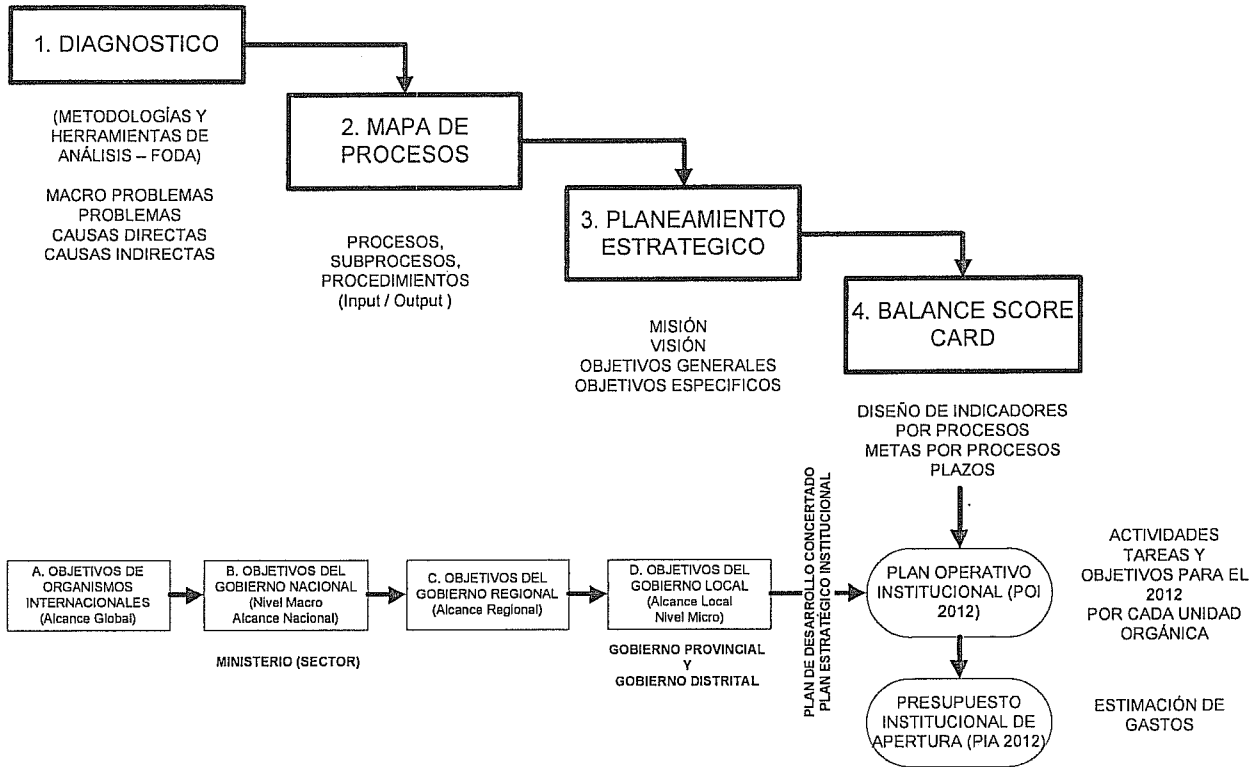 1. DIAGNOSTICO
(METODOLOGÍAS Y
HERRAMIENTAS DE
ANÁLISIS – FODA)
MACRO PROBLEMAS
PROBLEMAS
CAUSAS DIRECTAS
CAUSAS INDIRECTAS
2. MAPA DE
PROCESOS
PROCESOS,
SUBPROCESOS,
PROCEDIMIENTOS
(Input / Output )
3. PLANEAMIENTO
ESTRATEGICO
MISIÓN
VISIÓN
OBJETIVOS GENERALES
OBJETIVOS ESPECIFICOS
4. BALANCE SCORE
CARD
DISEÑO DE INDICADORES
POR PROCESOS
METAS POR PROCESOS
PLAZOS
A. OBJETIVOS DE
ORGANISMOS
INTERNACIONALES
(Alcance Global)
B. OBJETIVOS DEL
GOBIERNO NACIONAL
(Nivel Macro
Alcance Nacional)
MINISTERIO (SECTOR)
C. OBJETIVOS DEL
GOBIERNO REGIONAL
(Alcance Regional)
D. OBJETIVOS DEL
GOBIERNO LOCAL
(Alcance Local
Nivel Micro)
GOBIERNO PROVINCIAL
Y
GOBIERNO DISTRITAL
PLAN DE DESARROLLO CONCERTADO
PLAN ESTRATÉGICO INSTITUCIONAL
PLAN OPERATIVO
INSTITUCIONAL (POI
2012)
ACTIVIDADES
TAREAS Y
OBJETIVOS PARA EL
2012
POR CADA UNIDAD
ORGÁNICA
PRESUPUESTO
INSTITUCIONAL DE
APERTURA (PIA 2012)
ESTIMACIÓN DE
GASTOS